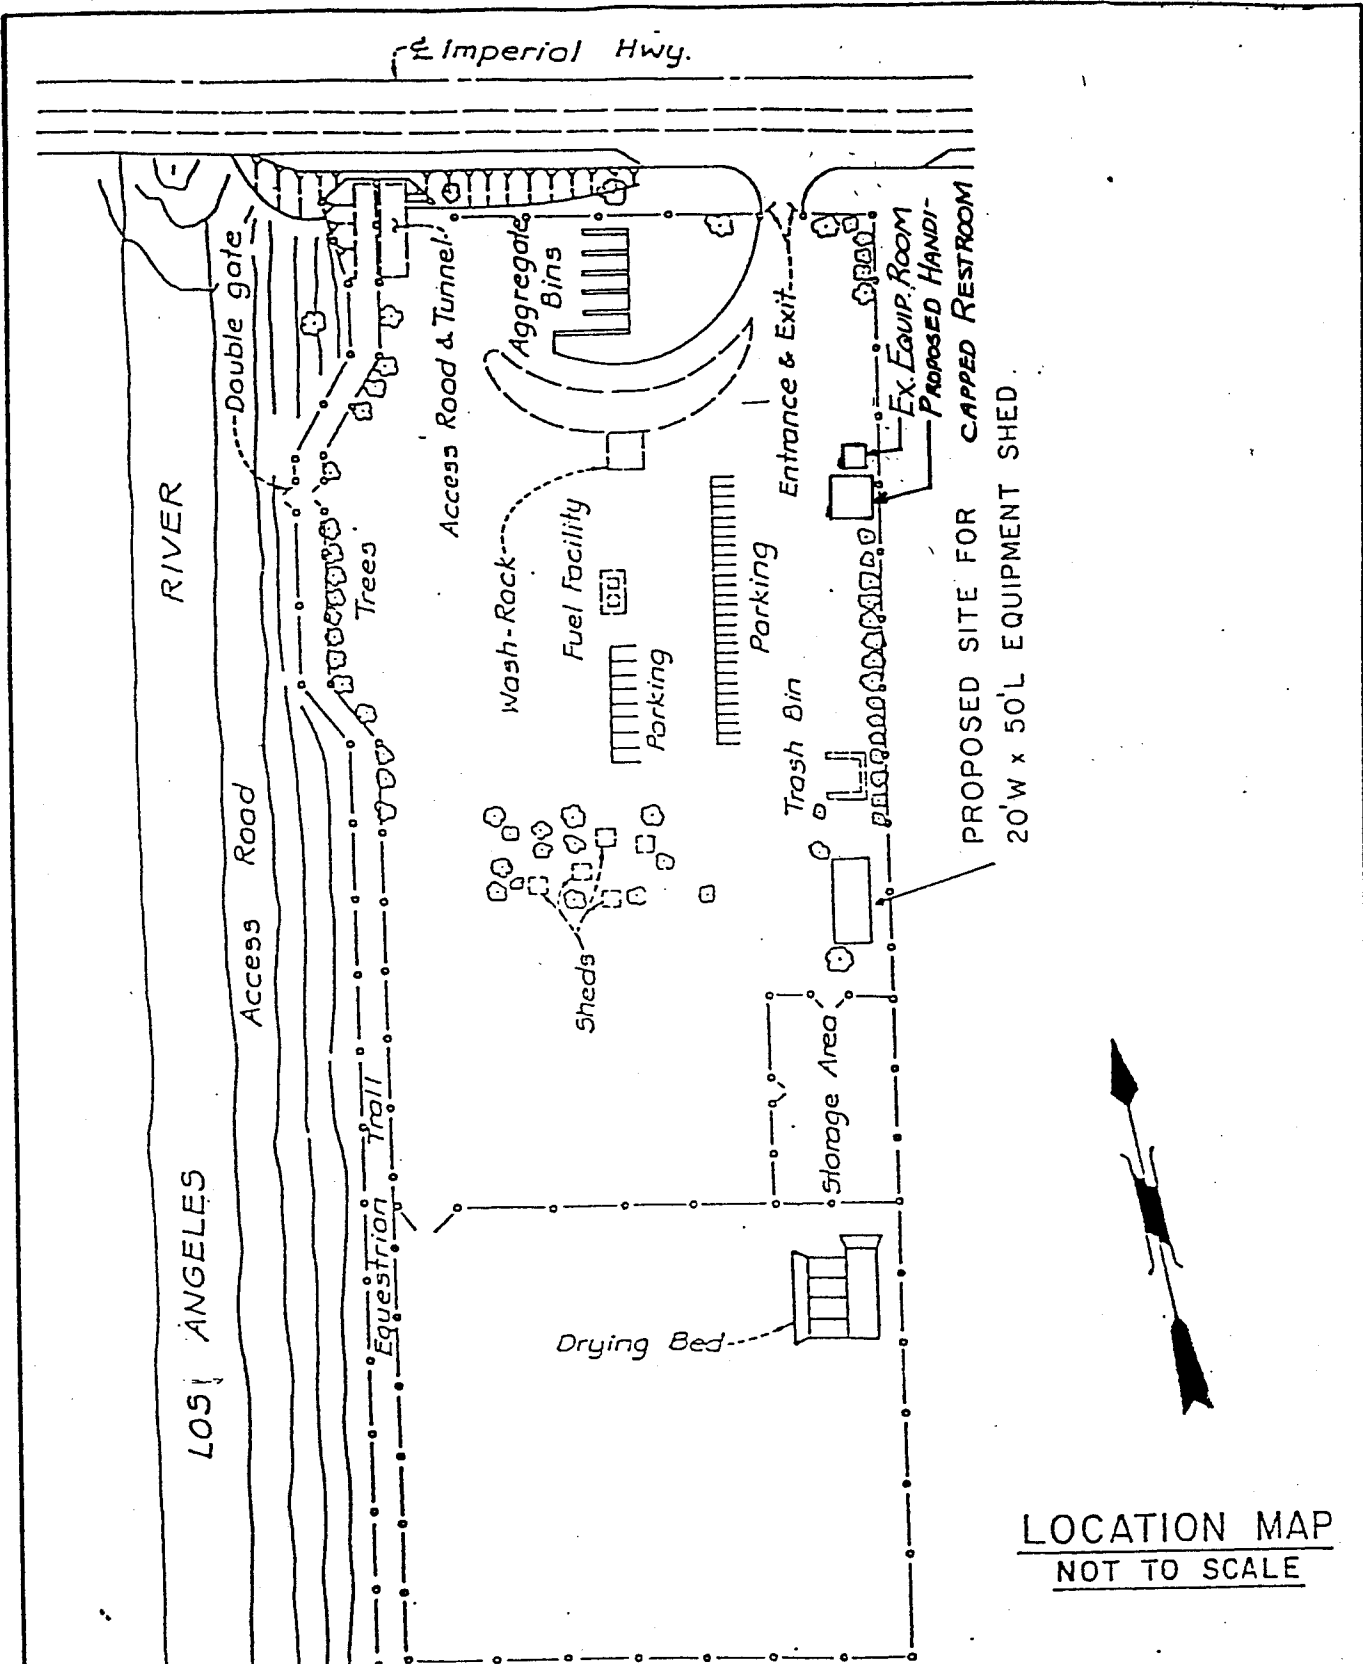 ℄ Imperial Hwy.
Double gate
Access Road & Tunnel
Aggregate
Bins
Entrance & Exit
Ex. EQUIP. ROOM
PROPOSED HANDI-
CAPPED RESTROOM
PROPOSED SITE FOR
20'W x 50'L EQUIPMENT SHED.
RIVER
Trees
Wash-Rack
Fuel Facility
Parking
Parking
Trash Bin
Access Road
Sheds
Storage Area
Equestrian Trail
LOS ANGELES
Drying Bed
LOCATION MAP
NOT TO SCALE